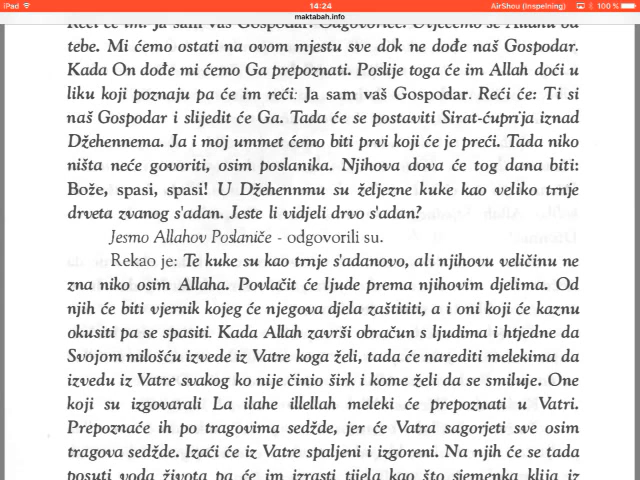 iPad
14:24
AirShou (Inspelning)
100 %
maktabah.info
Reći će im: Ja sam vaš Gospodar. Odgovoriće: Utječemo se Allahu od
tebe. Mi ćemo ostati na ovom mjestu sve dok ne dođe naš Gospodar.
Kada On dođe mi ćemo Ga prepoznati. Poslije toga će im Allah doći u
liku koji poznaju pa će im reći: Ja sam vaš Gospodar. Reći će: Ti si
naš Gospodar i slijedit će Ga. Tada će se postaviti Sirat-ćuprija iznad
Džehennema. Ja i moj ummet ćemo biti prvi koji će je preći. Tada niko
ništa neće govoriti, osim poslanika. Njihova dova će tog dana biti:
Bože, spasi, spasi! U Džehennmu su željezne kuke kao veliko trnje
drveta zvanog s'adan. Jeste li vidjeli drvo s'adan?
Jesmo Allahov Poslaniče - odgovorili su.
Rekao je: Te kuke su kao trnje s'adanovo, ali njihovu veličinu ne
zna niko osim Allaha. Povlačit će ljude prema njihovim djelima. Od
njih će biti vjernik kojeg će njegova djela zaštititi, a i oni koji će kaznu
okusiti pa se spasiti. Kada Allah završi obračun s ljudima i htjedne da
Svojom milošću izvede iz Vatre koga želi, tada će narediti melekima da
izvedu iz Vatre svakog ko nije činio širk i kome želi da se smiluje. One
koji su izgovarali La ilahe illellah meleki će prepoznati u Vatri.
Prepoznaće ih po tragovima sedžde, jer će Vatra sagorjeti sve osim
tragova sedžde. Izaći će iz Vatre spaljeni i izgoreni. Na njih će se tada
posuti voda života pa će im izrasti tijela kao što sjemenka klija iz